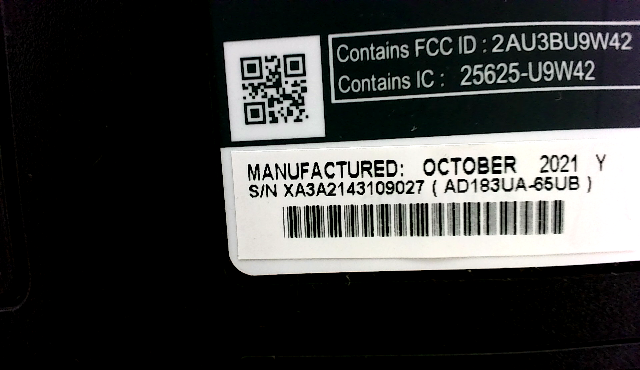 Contains FCC ID : 2AU3BU9W42
Contains IC : 25625-U9W42
MANUFACTURED: OCTOBER 2021 Y
S/N XA3A2143109027 ( AD183UA-65UB )